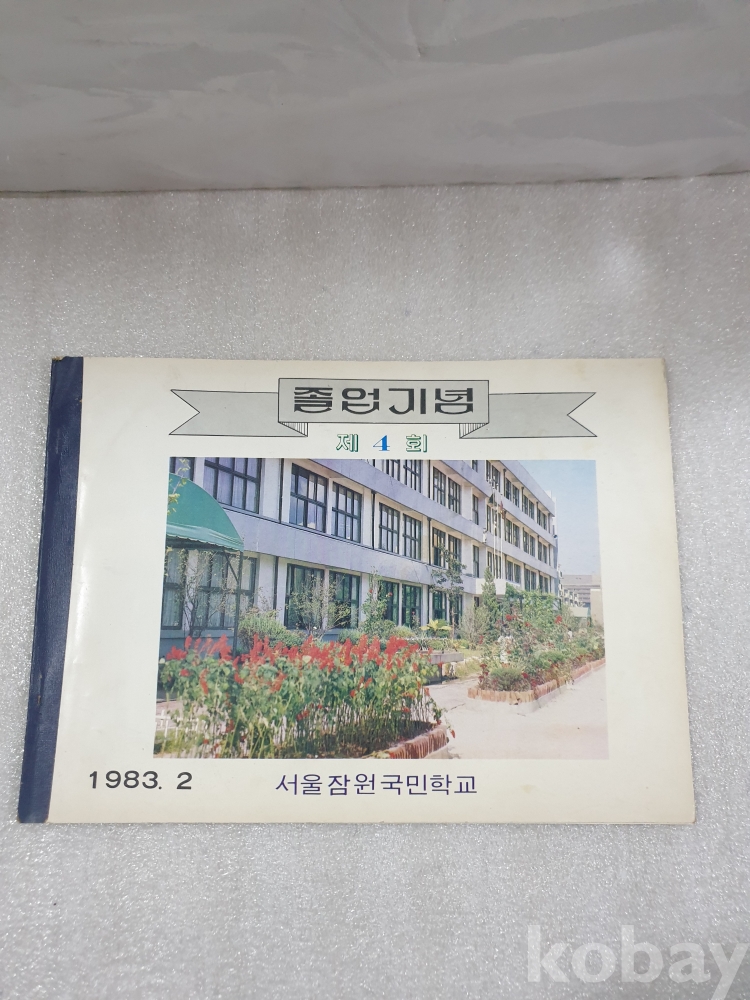 졸업기념
제 4 회
1983. 2
서울잠원국민학교
kobay